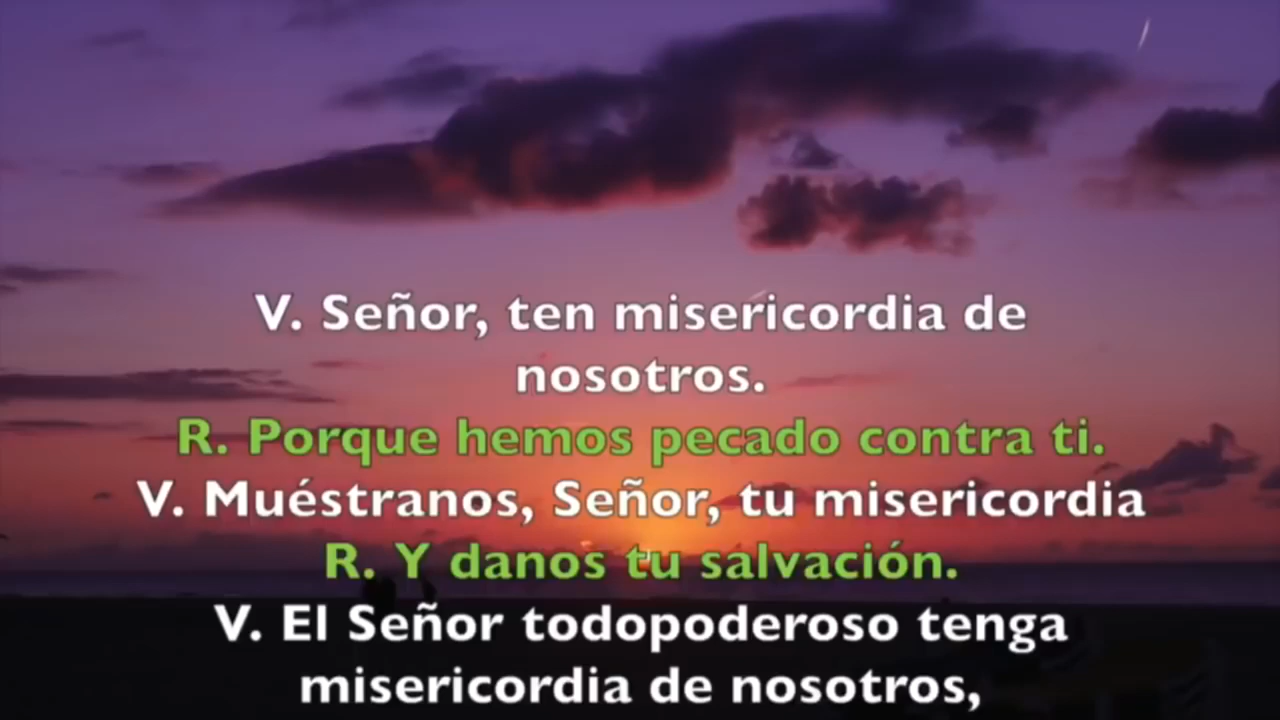 V. Señor, ten misericordia de
nosotros.
R. Porque hemos pecado contra ti.
V. Muéstranos, Señor, tu misericordia
R. Y danos tu salvación.
V. El Señor todopoderoso tenga
misericordia de nosotros,